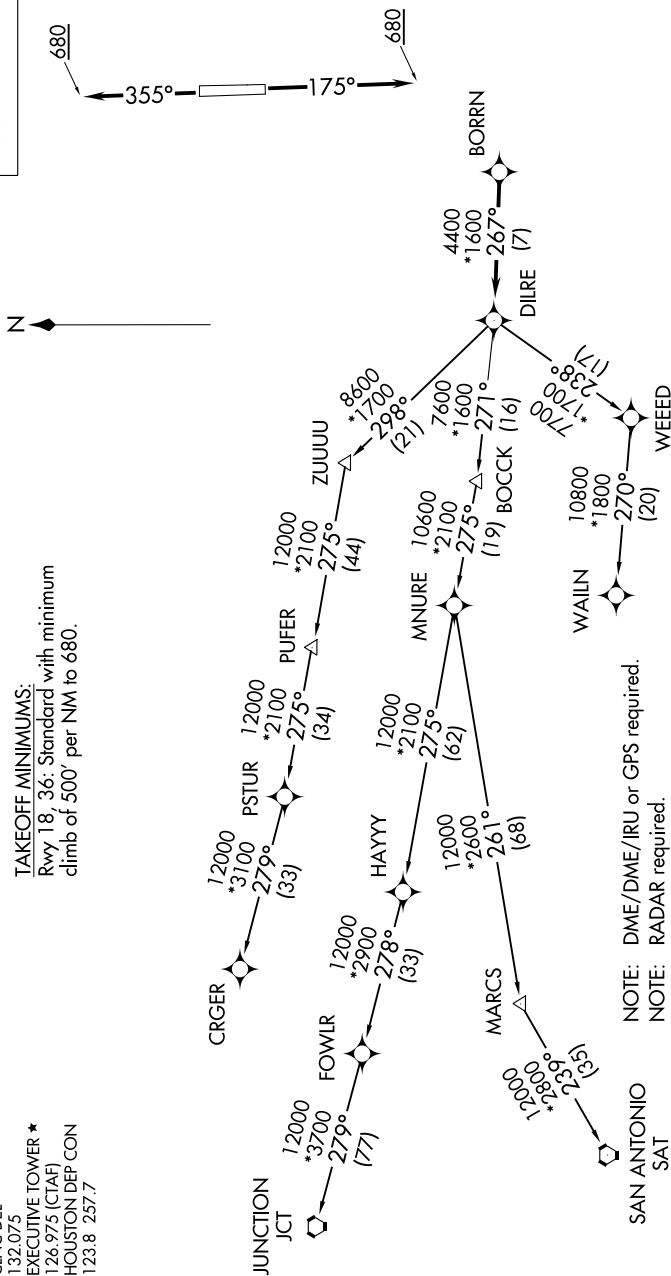 CLNC DEL
132.075
EXECUTIVE TOWER ★
126.975 (CTAF)
HOUSTON DEP CON
123.8 257.7
TAKEOFF MINIMUMS:
Rwy 18, 36: Standard with minimum
climb of 500' per NM to 680.
N
680
355°
175°
680
BORRN
4400
*1600
267°
(7)
DILRE
8600
*1700
298°
(21)
ZUUUU
12000
*2100
275°
(44)
PUFER
12000
*2100
275°
(34)
PSTUR
12000
*3100
279°
(33)
CRGER
7600
*1600
271°
(16)
BOCCK
10600
*2100
275°
(19)
MNURE
12000
*2100
275°
(62)
HAYYY
12000
*2900
278°
(33)
FOWLR
12000
*3700
279°
(77)
JUNCTION
JCT
12000
*2600
261°
(68)
MARCS
12000
*2800
239°
(35)
SAN ANTONIO
SAT
7700
*1700
238°
(17)
WEEED
10800
*1800
270°
(20)
WAILN
NOTE: DME/DME/IRU or GPS required.
NOTE: RADAR required.